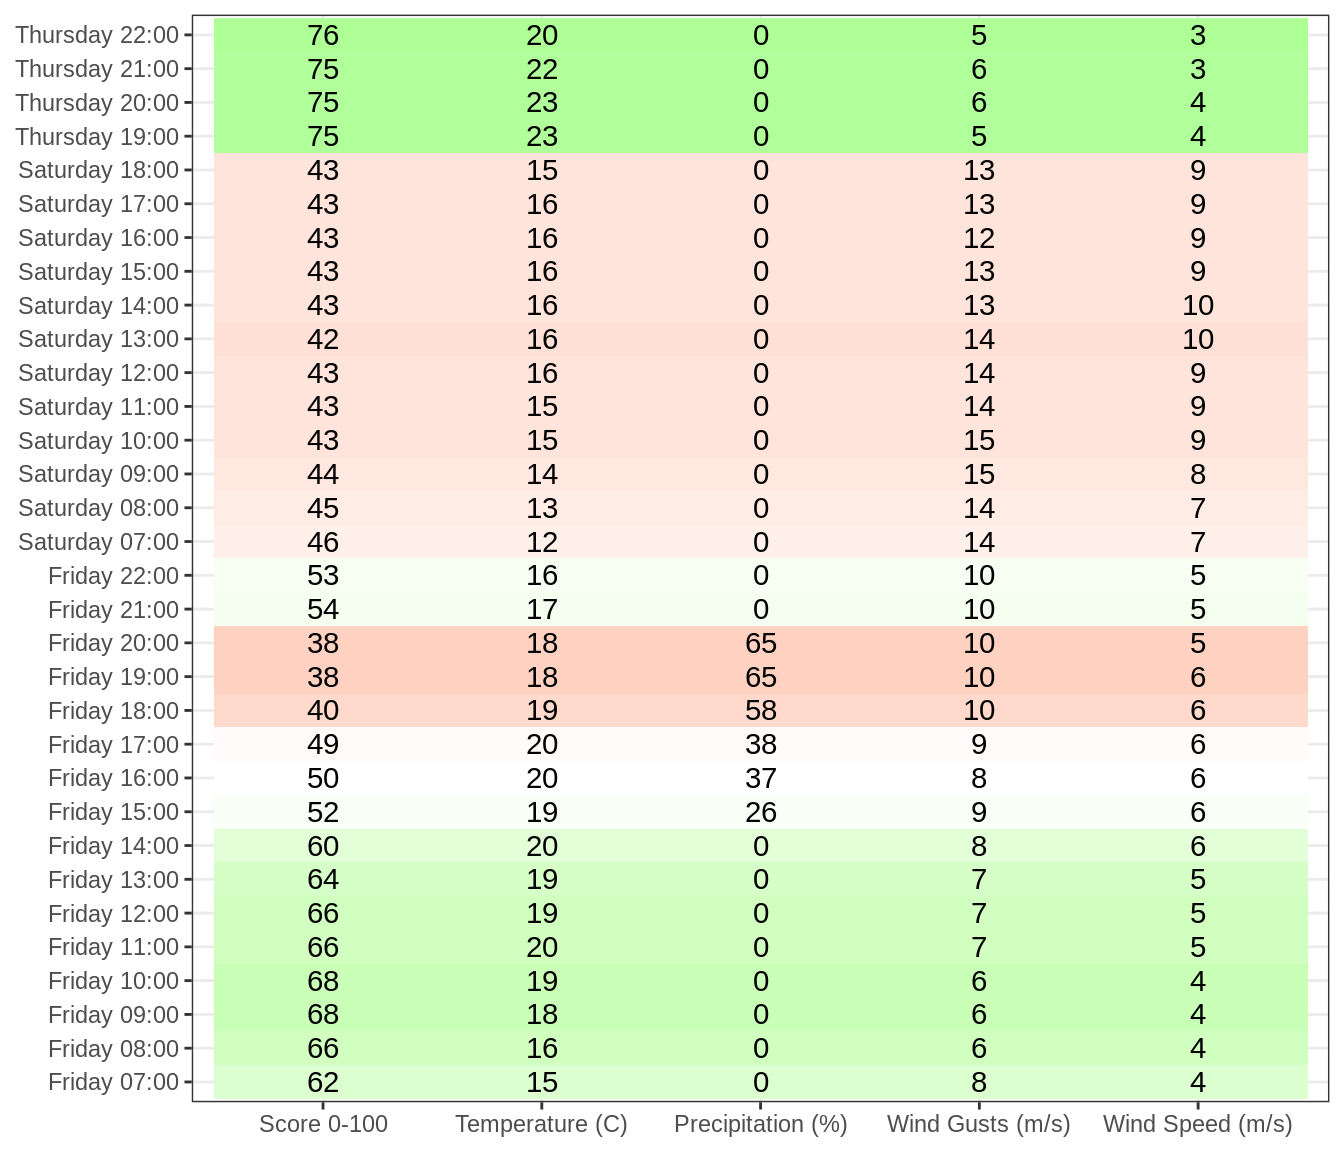 Thursday 22:00 76 20 0 5 3
Thursday 21:00 75 22 0 6 3
Thursday 20:00 75 23 0 6 4
Thursday 19:00 75 23 0 5 4
Saturday 18:00 43 15 0 13 9
Saturday 17:00 43 16 0 13 9
Saturday 16:00 43 16 0 12 9
Saturday 15:00 43 16 0 13 9
Saturday 14:00 43 16 0 13 10
Saturday 13:00 42 16 0 14 10
Saturday 12:00 43 16 0 14 9
Saturday 11:00 43 15 0 14 9
Saturday 10:00 43 15 0 15 9
Saturday 09:00 44 14 0 15 8
Saturday 08:00 45 13 0 14 7
Saturday 07:00 46 12 0 14 7
Friday 22:00 53 16 0 10 5
Friday 21:00 54 17 0 10 5
Friday 20:00 38 18 65 10 5
Friday 19:00 38 18 65 10 6
Friday 18:00 40 19 58 10 6
Friday 17:00 49 20 38 9 6
Friday 16:00 50 20 37 8 6
Friday 15:00 52 19 26 9 6
Friday 14:00 60 20 0 8 6
Friday 13:00 64 19 0 7 5
Friday 12:00 66 19 0 7 5
Friday 11:00 66 20 0 7 5
Friday 10:00 68 19 0 6 4
Friday 09:00 68 18 0 6 4
Friday 08:00 66 16 0 6 4
Friday 07:00 62 15 0 8 4
Score 0-100 Temperature (C) Precipitation (%) Wind Gusts (m/s) Wind Speed (m/s)